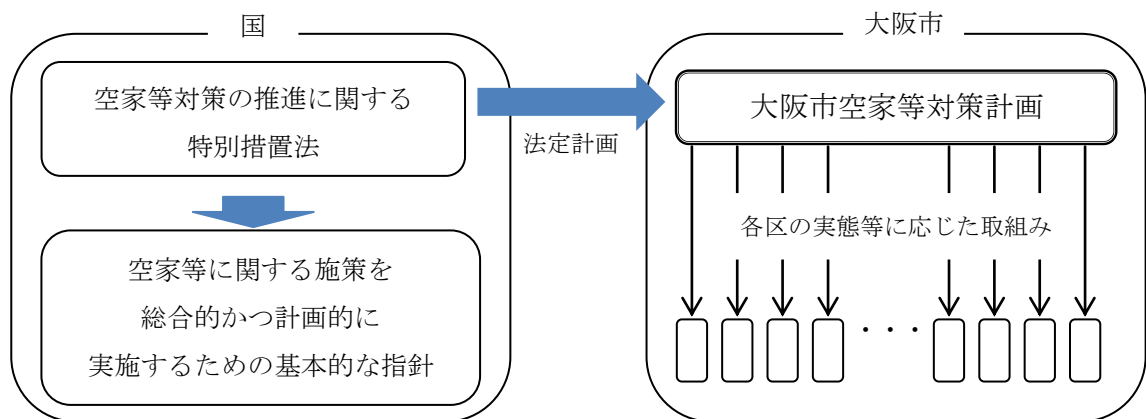 国
空家等対策の推進に関する
特別措置法
空家等に関する施策を
総合的かつ計画的に
実施するための基本的な指針
法定計画
大阪市
大阪市空家等対策計画
各区の実態等に応じた取組み
・・・